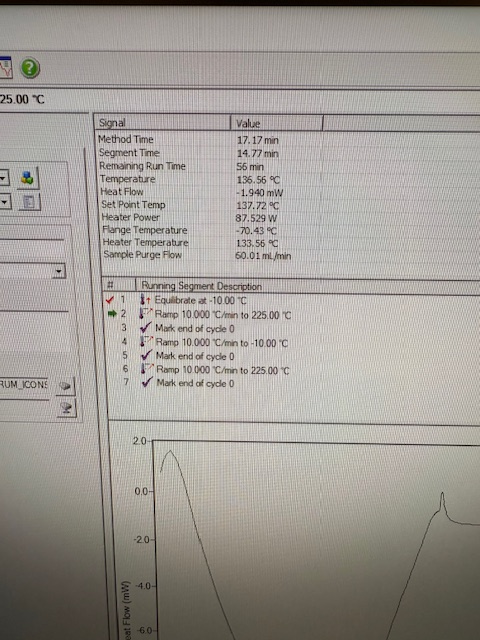 25.00 °C
Signal Value
Method Time 17.17 min
Segment Time 14.77 min
Remaining Run Time 56 min
Temperature 136.56 °C
Heat Flow -1.940 mW
Set Point Temp 137.72 °C
Heater Power 87.529 W
Flange Temperature -70.43 °C
Heater Temperature 133.56 °C
Sample Purge Flow 60.01 mL/min
# Running Segment Description
1 Equilibrate at -10.00 °C
2 Ramp 10.000 °C/min to 225.00 °C
3 Mark end of cycle 0
4 Ramp 10.000 °C/min to -10.00 °C
5 Mark end of cycle 0
6 Ramp 10.000 °C/min to 225.00 °C
7 Mark end of cycle 0
RUM_ICONS
2.0
0.0
-2.0
-4.0
-6.0
at Flow (mW)